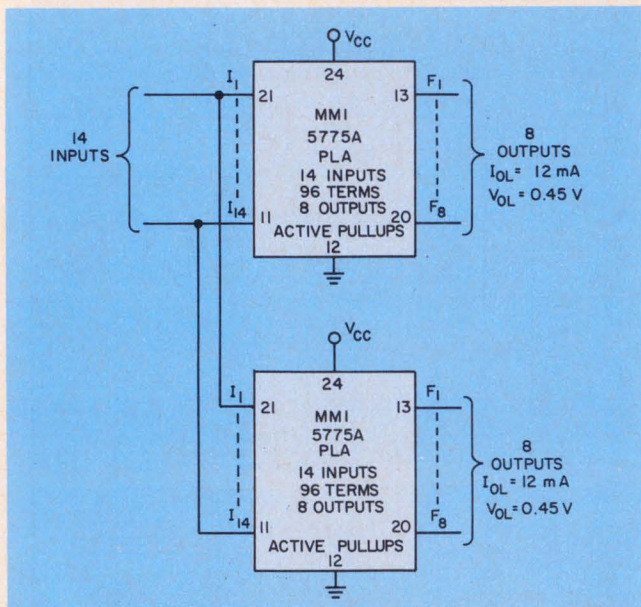 VCC
24
14
INPUTS
I1
21
I14
11
MMI
5775A
PLA
14 INPUTS
96 TERMS
8 OUTPUTS
ACTIVE PULLUPS
12
13
F1
20
F8
8
OUTPUTS
IOL = 12 mA
VOL = 0.45 V
VCC
24
I1
21
I14
11
MMI
5775A
PLA
14 INPUTS
96 TERMS
8 OUTPUTS
ACTIVE PULLUPS
12
13
F1
20
F8
8
OUTPUTS
IOL = 12 mA
VOL = 0.45 V